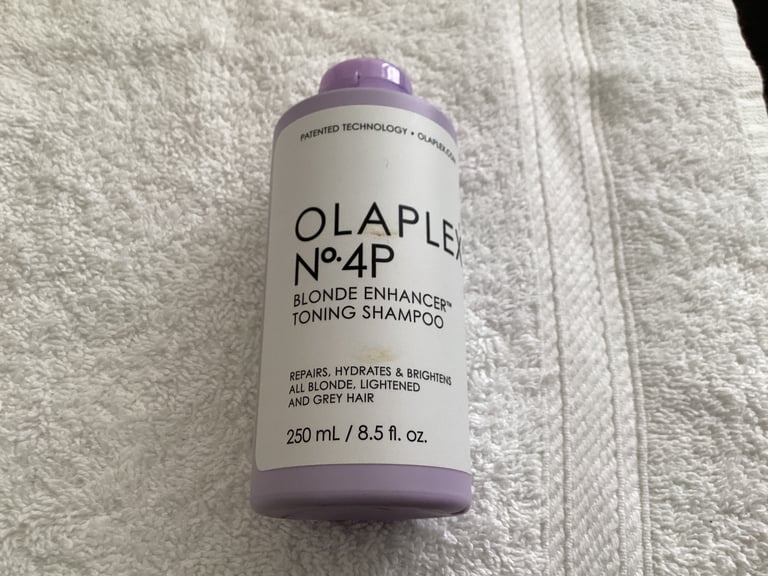 PATENTED TECHNOLOGY • OLAPLEX.COM
OLAPLEX
Nº.4P
BLONDE ENHANCER™
TONING SHAMPOO
REPAIRS, HYDRATES & BRIGHTENS
ALL BLONDE, LIGHTENED
AND GREY HAIR
250 mL / 8.5 fl. oz.